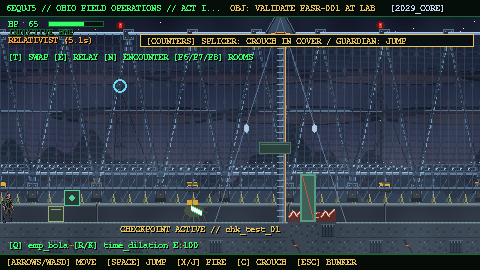 6EQUJ5 // OHIO FIELD OPERATIONS // ACT I... OBJ: VALIDATE FASR-001 AT LAB [2029_CORE]
HP: 65
RELATIVIST (5.1s)
[COUNTERS] SPLICER: CROUCH IN COVER / GUARDIAN: JUMP
[T] SWAP [E] RELAY [N] ENCOUNTER [F6/F7/F8] ROOMS
CHECKPOINT ACTIVE // chk_test_01
[Q] emp_bola-[R/K] time_dilation E:100
[ARROWS/WASD] MOVE [SPACE] JUMP [X/J] FIRE [C] CROUCH [ESC] BUNKER